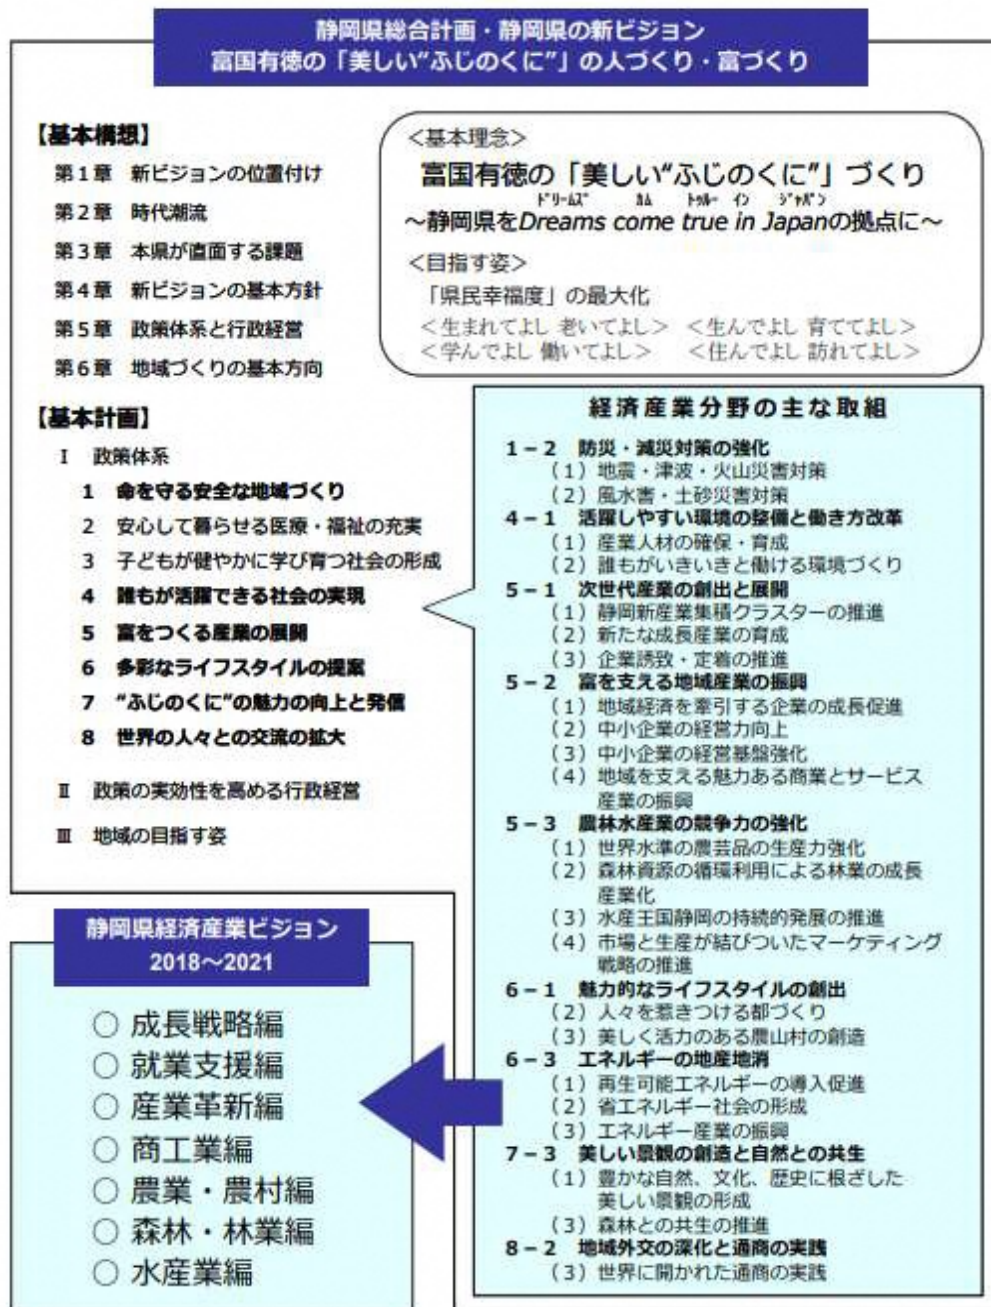 静岡県総合計画・静岡県の新ビジョン
富国有徳の「美しい“ふじのくに”」の人づくり・富づくり
【基本構想】
第1章 新ビジョンの位置付け
第2章 時代潮流
第3章 本県が直面する課題
第4章 新ビジョンの基本方針
第5章 政策体系と行政経営
第6章 地域づくりの基本方向
＜基本理念＞
富国有徳の「美しい“ふじのくに”」づくり
ドリームズ カム トゥルー イン ジャパン
～静岡県をDreams come true in Japanの拠点に～
＜目指す姿＞
「県民幸福度」の最大化
＜生まれてよし 老いてよし＞ ＜生んでよし 育ててよし＞
＜学んでよし 働いてよし＞ ＜住んでよし 訪れてよし＞
【基本計画】
Ⅰ 政策体系
1 命を守る安全な地域づくり
2 安心して暮らせる医療・福祉の充実
3 子どもが健やかに学び育つ社会の形成
4 誰もが活躍できる社会の実現
5 富をつくる産業の展開
6 多彩なライフスタイルの提案
7 “ふじのくに”の魅力の向上と発信
8 世界の人々との交流の拡大
Ⅱ 政策の実効性を高める行政経営
Ⅲ 地域の目指す姿
経済産業分野の主な取組
1－2 防災・減災対策の強化
（1）地震・津波・火山災害対策
（2）風水害・土砂災害対策
4－1 活躍しやすい環境の整備と働き方改革
（1）産業人材の確保・育成
（2）誰もがいきいきと働ける環境づくり
5－1 次世代産業の創出と展開
（1）静岡新産業集積クラスターの推進
（2）新たな成長産業の育成
（3）企業誘致・定着の推進
5－2 富を支える地域産業の振興
（1）地域経済を牽引する企業の成長促進
（2）中小企業の経営力向上
（3）中小企業の経営基盤強化
（4）地域を支える魅力ある商業とサービス
産業の振興
5－3 農林水産業の競争力の強化
（1）世界水準の農芸品の生産力強化
（2）森林資源の循環利用による林業の成長
産業化
（3）水産王国静岡の持続的発展の推進
（4）市場と生産が結びついたマーケティング
戦略の推進
6－1 魅力的なライフスタイルの創出
（2）人々を惹きつける都づくり
（3）美しく活力のある農山村の創造
6－3 エネルギーの地産地消
（1）再生可能エネルギーの導入促進
（2）省エネルギー社会の形成
（3）エネルギー産業の振興
7－3 美しい景観の創造と自然との共生
（1）豊かな自然、文化、歴史に根ざした
美しい景観の形成
（3）森林との共生の推進
8－2 地域外交の深化と通商の実践
（3）世界に開かれた通商の実践
静岡県経済産業ビジョン
2018～2021
○ 成長戦略編
○ 就業支援編
○ 産業革新編
○ 商工業編
○ 農業・農村編
○ 森林・林業編
○ 水産業編